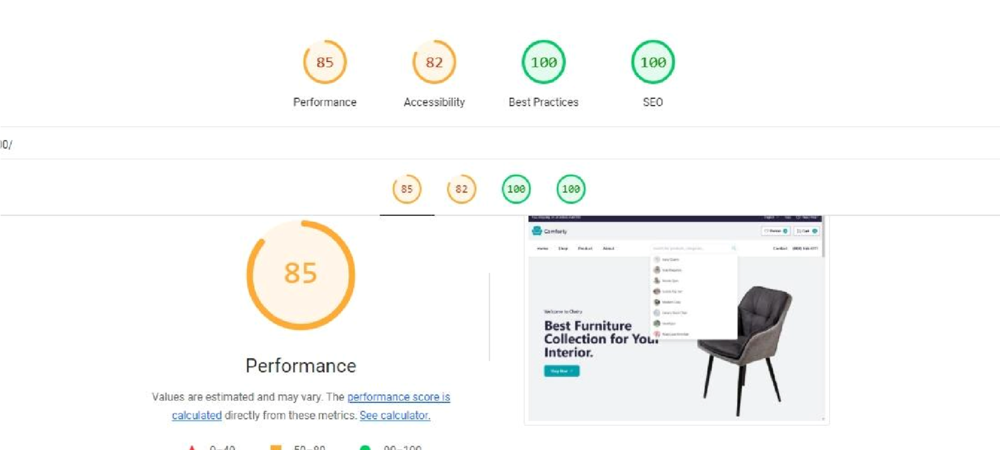 85
82
100
100
Performance
Accessibility
Best Practices
SEO
00/
85
82
100
100
85
Performance
Values are estimated and may vary. The performance score is
calculated directly from these metrics. See calculator.
0–49
50–89
90–100
Comforty
Cart
Home
Shop
Product
About
Contact:
Welcome to Chairy
Best Furniture
Collection for Your
Interior.
Shop Now